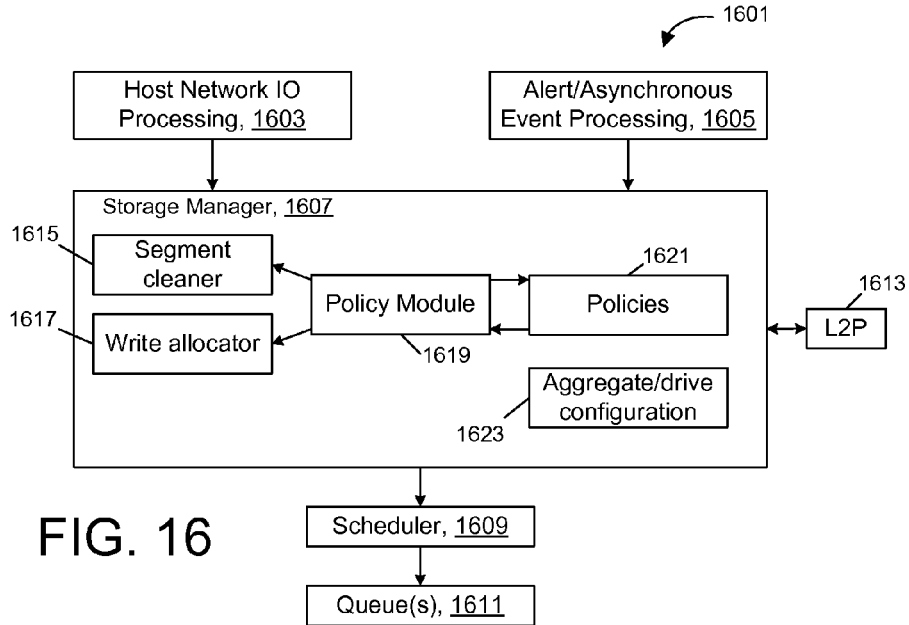 1601
Host Network IO
Processing, 1603
Alert/Asynchronous
Event Processing, 1605
Storage Manager, 1607
1615
Segment
cleaner
1621
Policy Module
Policies
1613
L2P
1617
Write allocator
1619
Aggregate/drive
configuration
1623
Scheduler, 1609
FIG. 16
Queue(s), 1611